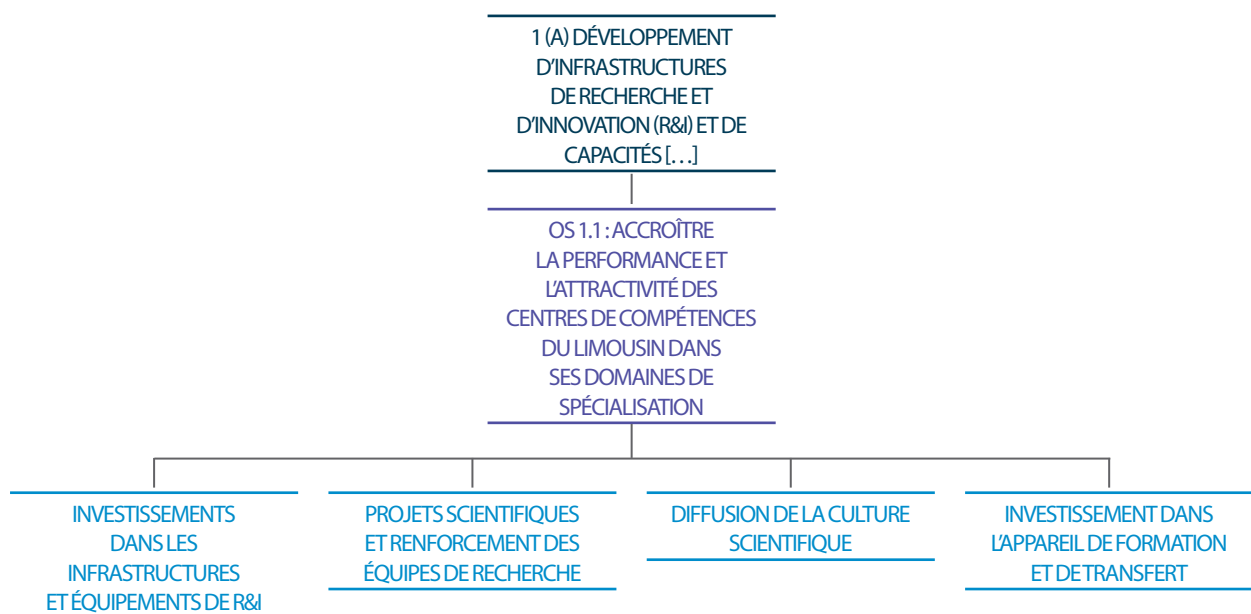 1 (A) DÉVELOPPEMENT
D’INFRASTRUCTURES
DE RECHERCHE ET
D’INNOVATION (R&I) ET DE
CAPACITÉS […]
OS 1.1 : ACCROÎTRE
LA PERFORMANCE ET
L’ATTRACTIVITÉ DES
CENTRES DE COMPÉTENCES
DU LIMOUSIN DANS
SES DOMAINES DE
SPÉCIALISATION
INVESTISSEMENTS
DANS LES
INFRASTRUCTURES
ET ÉQUIPEMENTS DE R&I
PROJETS SCIENTIFIQUES
ET RENFORCEMENT DES
ÉQUIPES DE RECHERCHE
DIFFUSION DE LA CULTURE
SCIENTIFIQUE
INVESTISSEMENT DANS
L’APPAREIL DE FORMATION
ET DE TRANSFERT